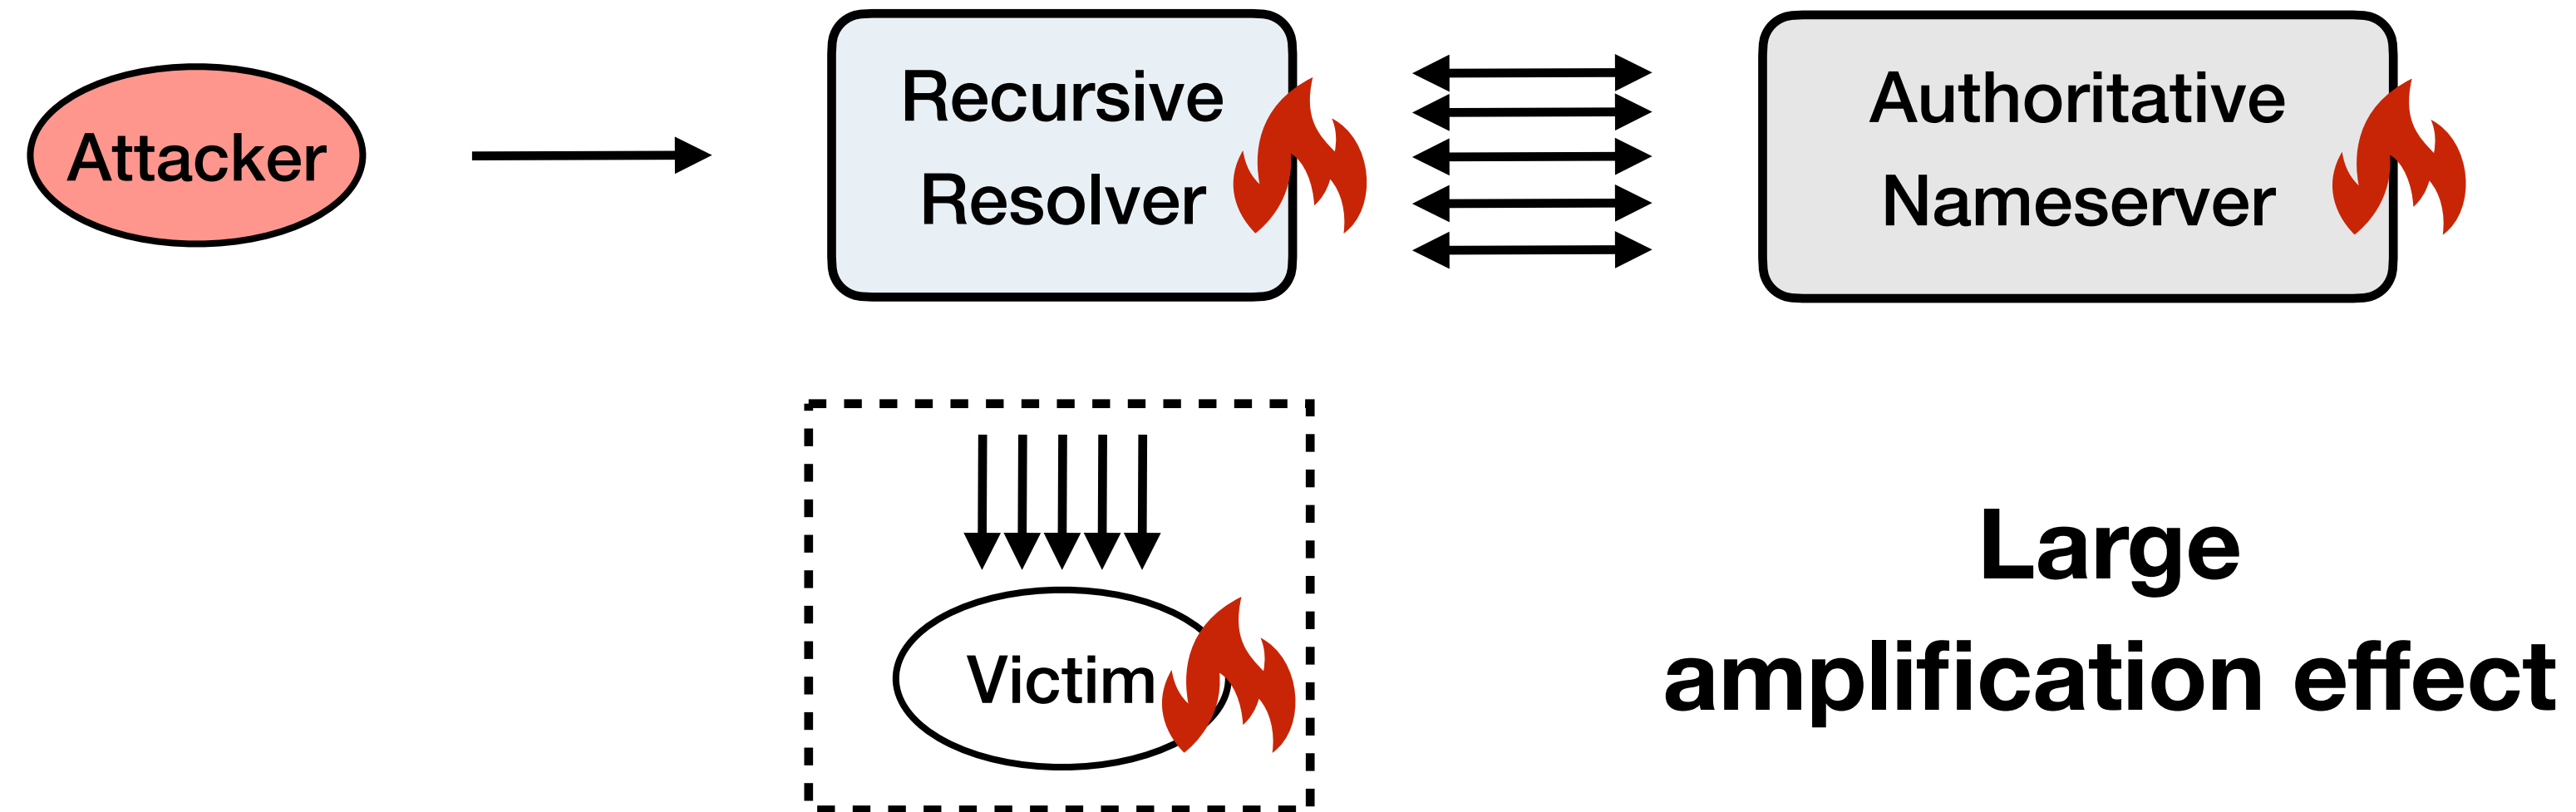 Attacker
Recursive
Resolver
Authoritative
Nameserver
Victim
Large
amplification effect